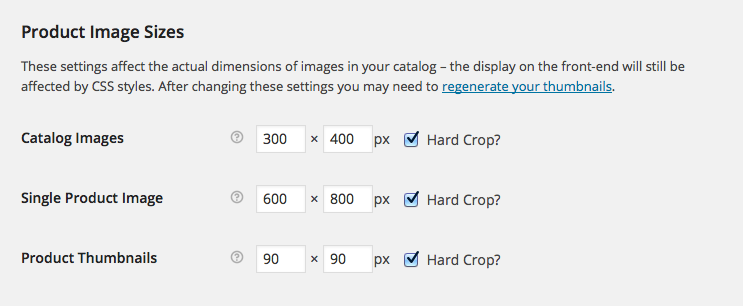 Product Image Sizes
These settings affect the actual dimensions of images in your catalog – the display on the front-end will still be
affected by CSS styles. After changing these settings you may need to regenerate your thumbnails.
Catalog Images ? 300 × 400 px Hard Crop?
Single Product Image ? 600 × 800 px Hard Crop?
Product Thumbnails ? 90 × 90 px Hard Crop?